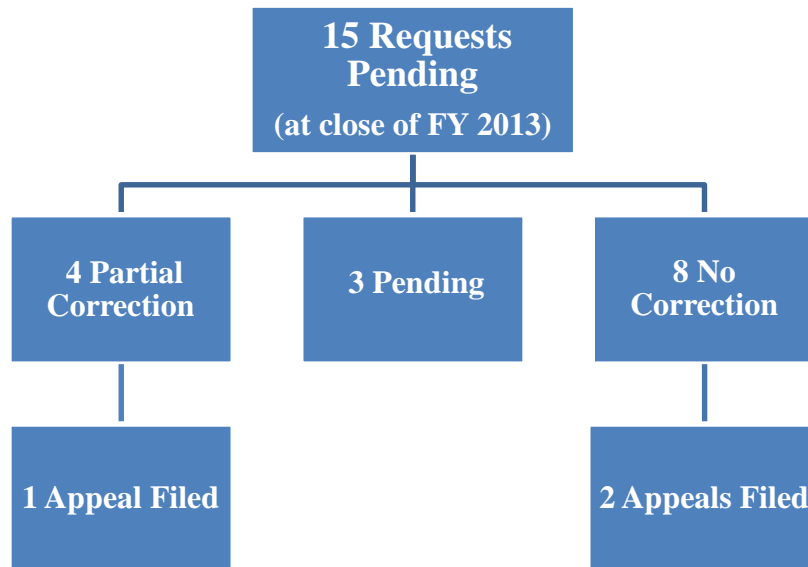 15 Requests
Pending
(at close of FY 2013)
4 Partial
Correction
3 Pending
8 No
Correction
1 Appeal Filed
2 Appeals Filed